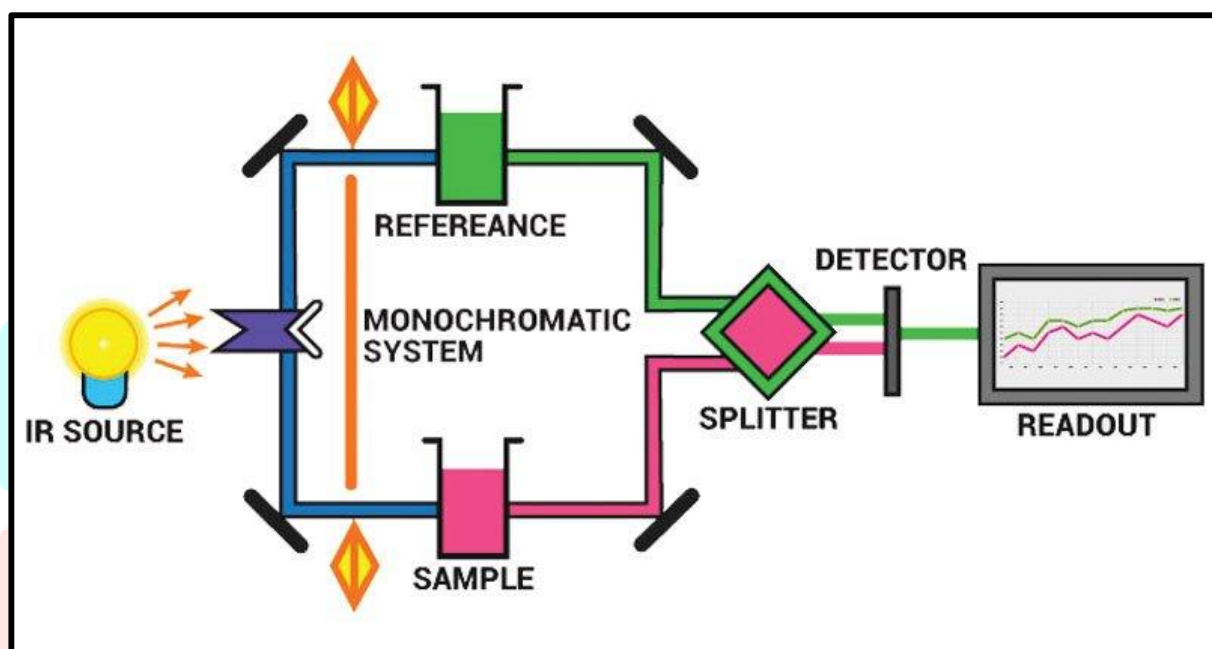 REFEREANCE
DETECTOR
MONOCHROMATIC
SYSTEM
IR SOURCE
SPLITTER
READOUT
SAMPLE